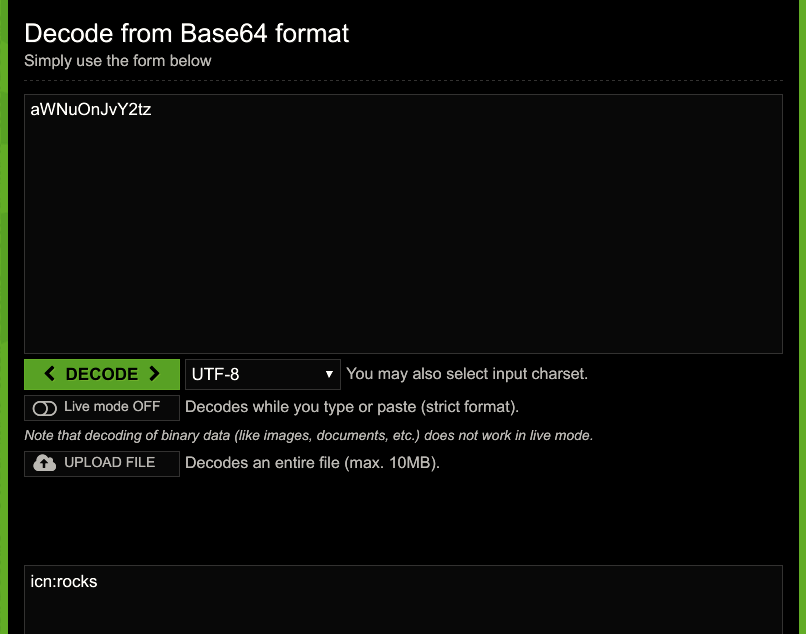 Decode from Base64 format
Simply use the form below
aWNuOnJvY2tz
DECODE
UTF-8
You may also select input charset.
Live mode OFF
Decodes while you type or paste (strict format).
Note that decoding of binary data (like images, documents, etc.) does not work in live mode.
UPLOAD FILE
Decodes an entire file (max. 10MB).
icn:rocks